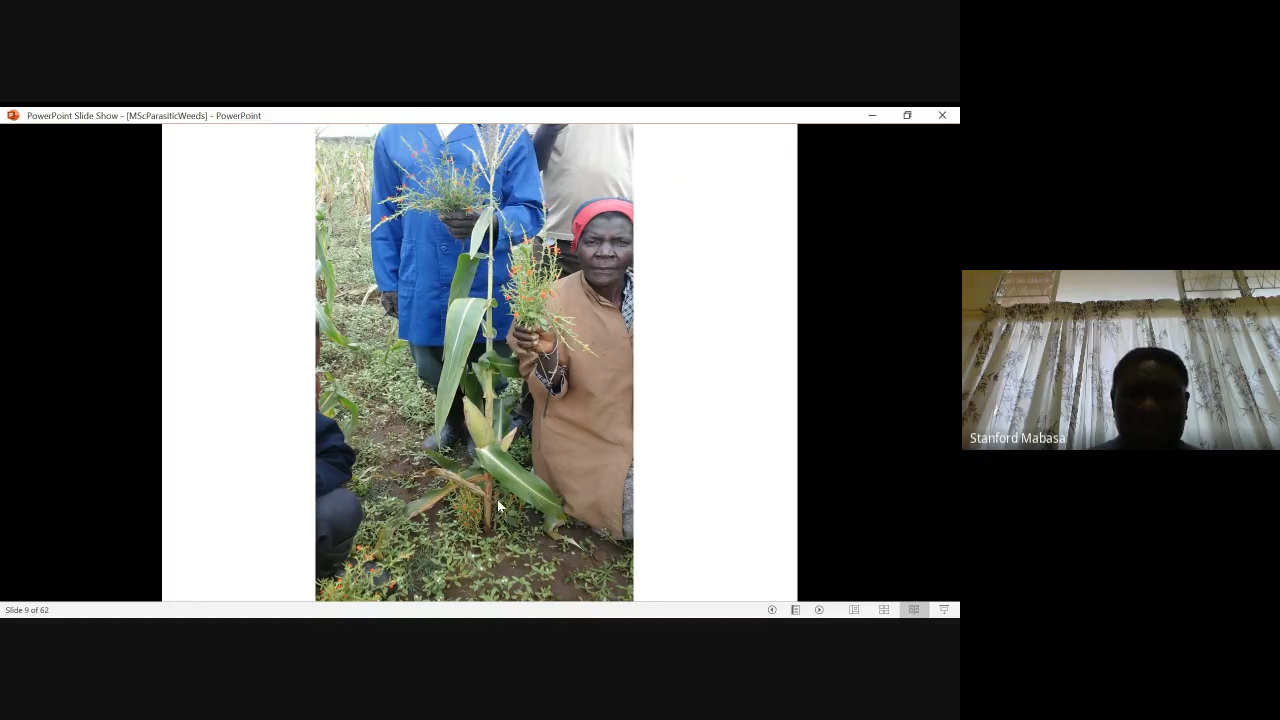 PowerPoint Slide Show - [MScParasiticWeeds] - PowerPoint
Stanford Mabasa
Slide 9 of 62